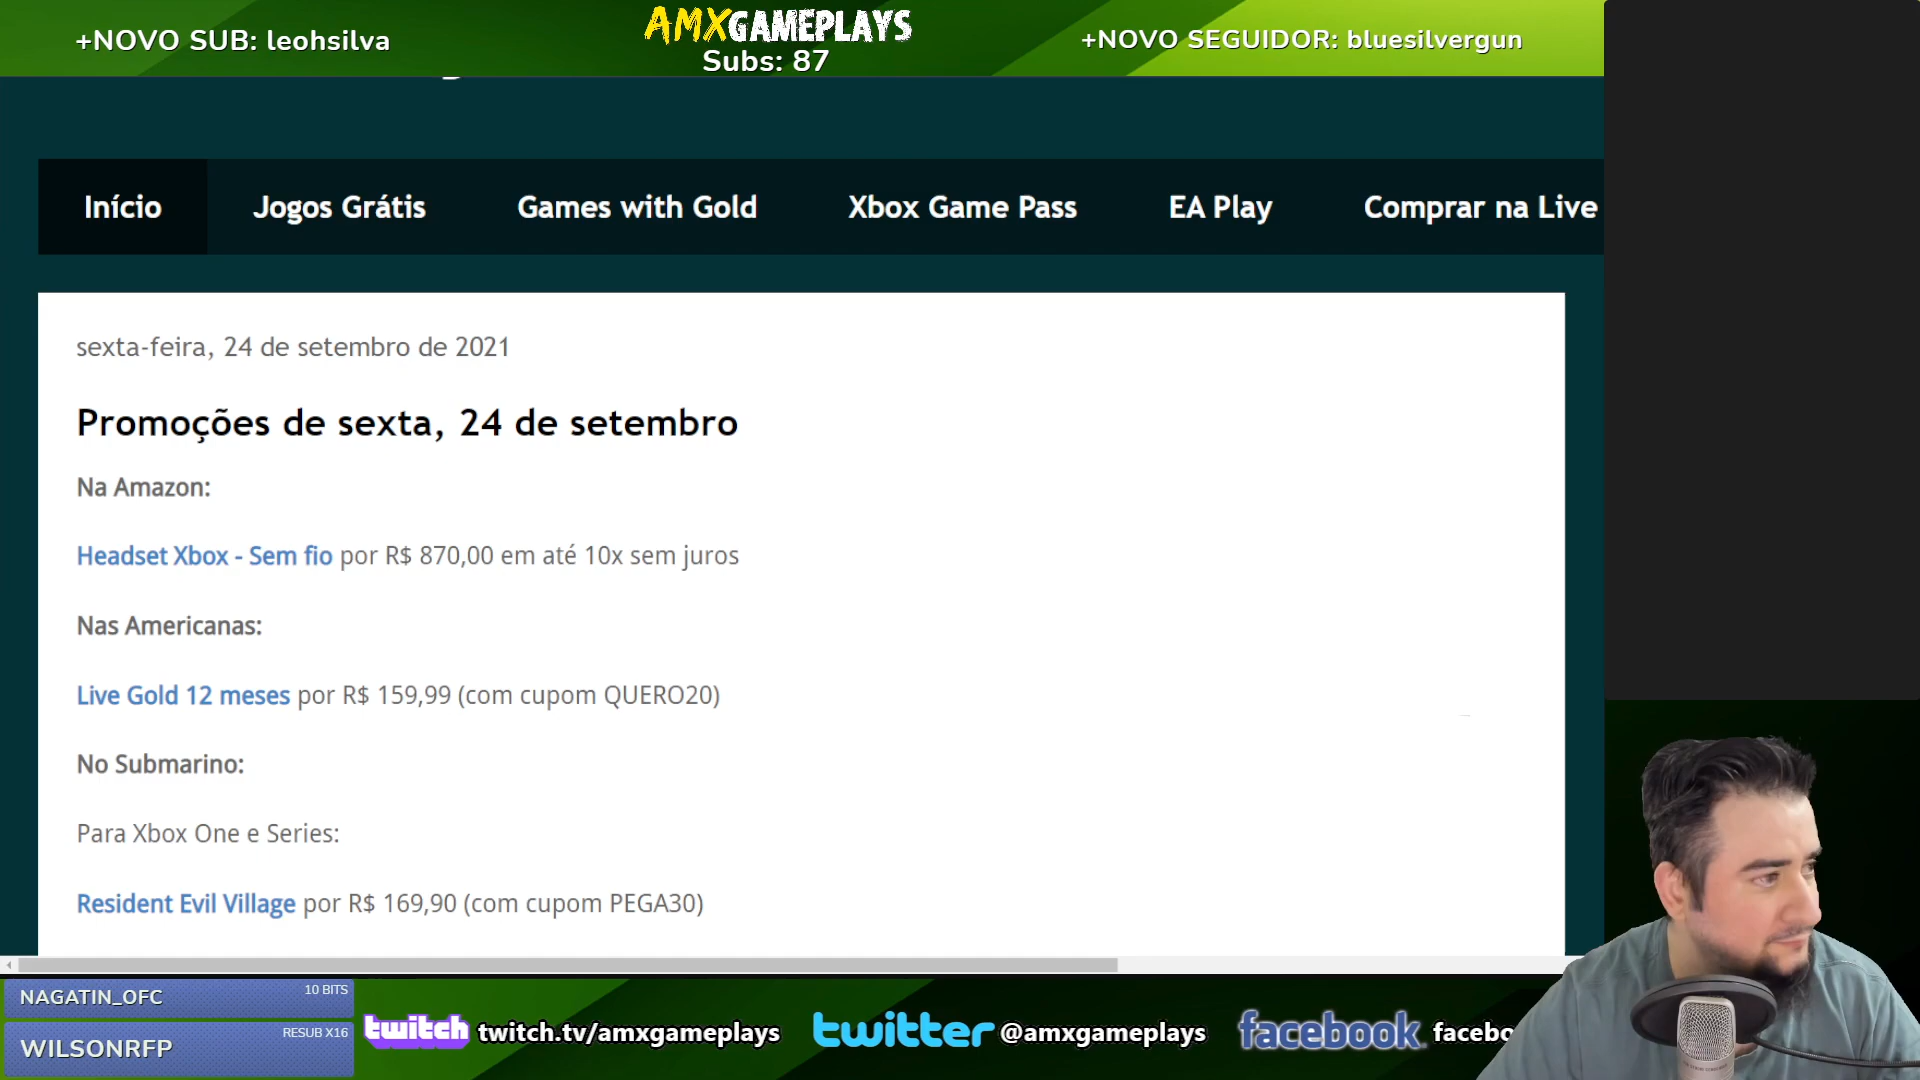 +NOVO SUB: leohsilva
AMXGAMEPLAYS
Subs: 87
+NOVO SEGUIDOR: bluesilvergun
Início Jogos Grátis Games with Gold Xbox Game Pass EA Play Comprar na Live
sexta-feira, 24 de setembro de 2021
Promoções de sexta, 24 de setembro
Na Amazon:
Headset Xbox - Sem fio por R$ 870,00 em até 10x sem juros
Nas Americanas:
Live Gold 12 meses por R$ 159,99 (com cupom QUERO20)
No Submarino:
Para Xbox One e Series:
Resident Evil Village por R$ 169,90 (com cupom PEGA30)
NAGATIN_OFC 10 BITS
WILSONRFP RESUB X16
twitch twitch.tv/amxgameplays twitter @amxgameplays facebook facebo